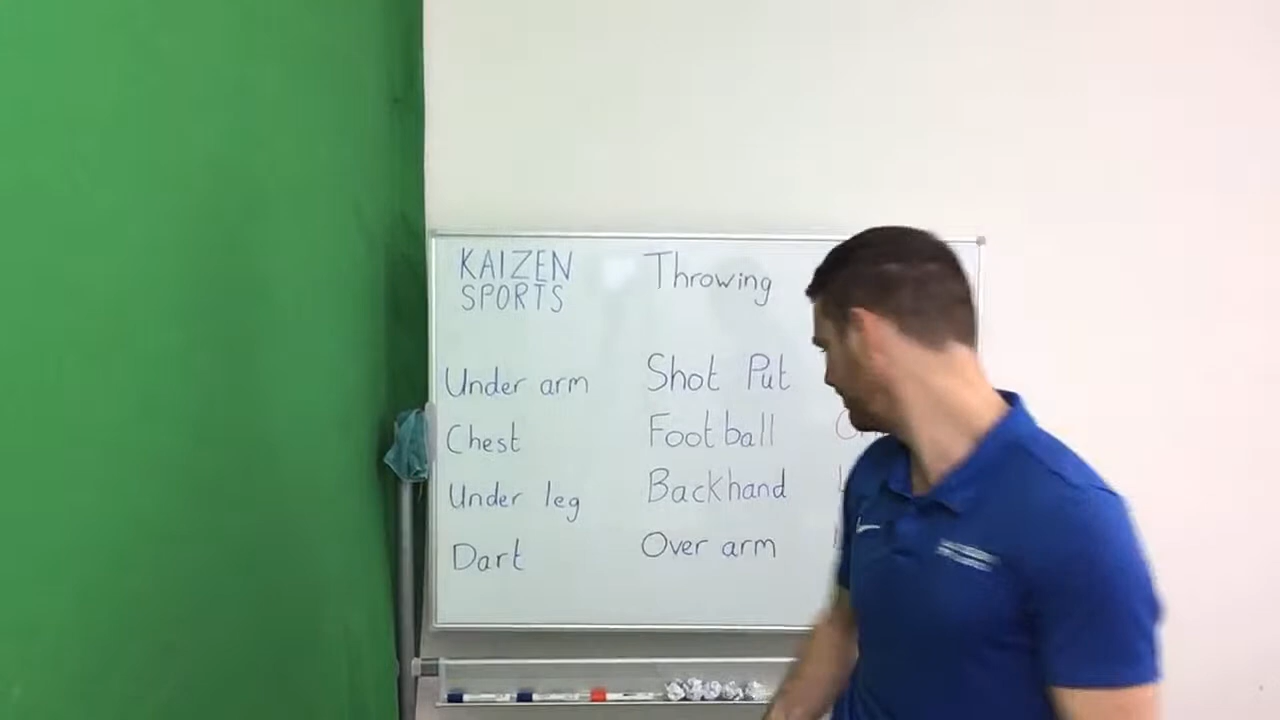 KAIZEN
SPORTS
Throwing
Under arm
Chest
Under leg
Dart
Shot Put
Football
Backhand
Over arm